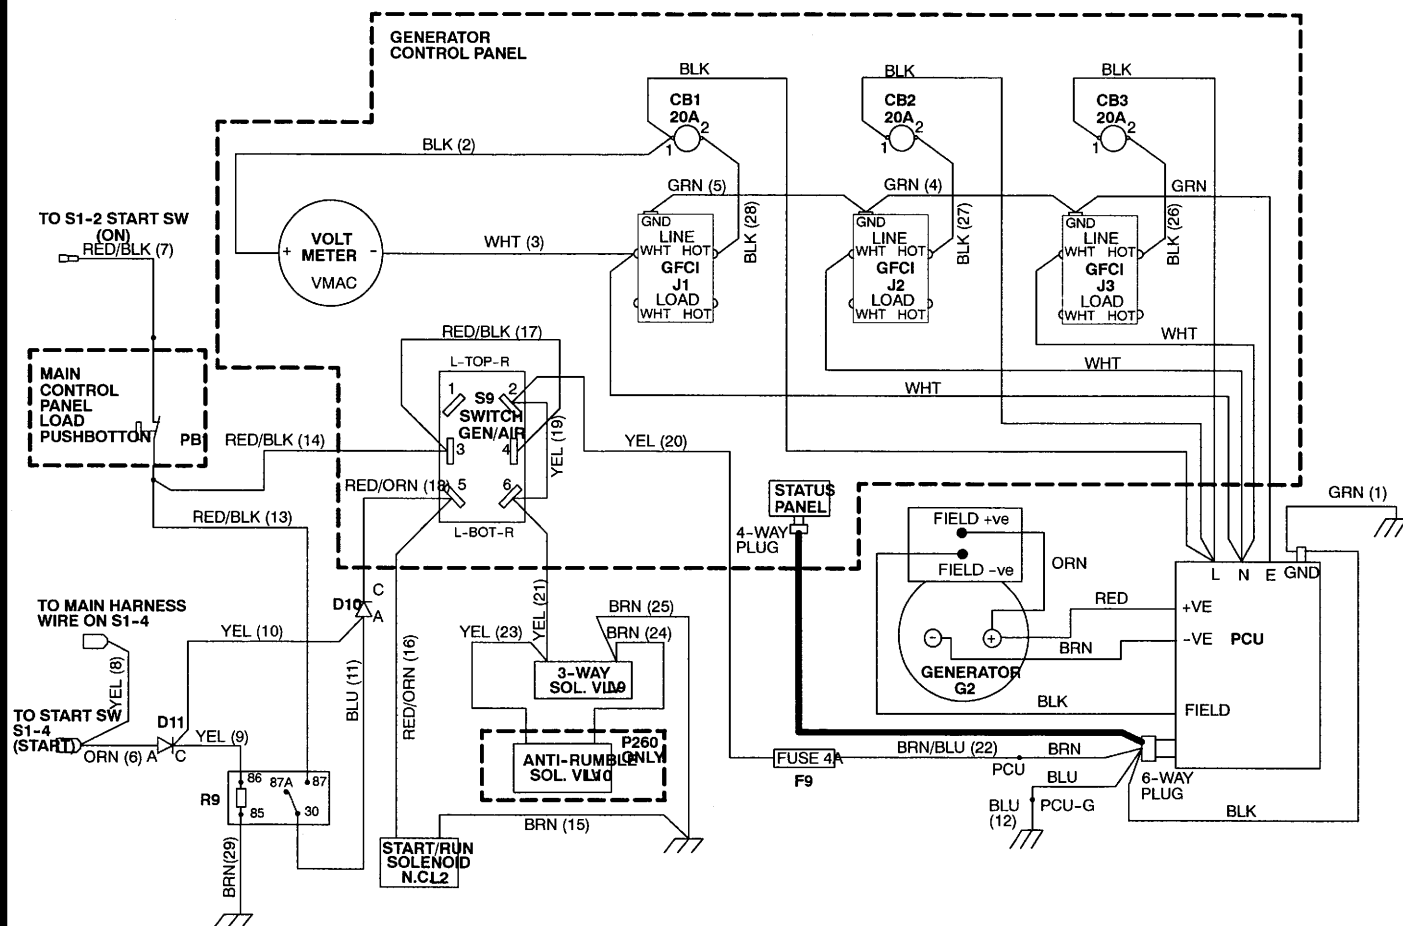 GENERATOR
CONTROL PANEL
BLK
BLK
BLK
CB1
20A
1
2
CB2
20A
1
2
CB3
20A
1
2
BLK (2)
GRN (5)
GRN (4)
GRN
TO S1-2 START SW
(ON)
RED/BLK (7)
VOLT
METER
VMAC
+
-
WHT (3)
GND
LINE
WHT HOT
GFCI
J1
LOAD
WHT HOT
BLK (28)
GND
LINE
WHT HOT
GFCI
J2
LOAD
WHT HOT
BLK (27)
GND
LINE
WHT HOT
GFCI
J3
LOAD
WHT HOT
BLK (26)
WHT
WHT
WHT
RED/BLK (17)
L-TOP-R
1
2
S9
SWITCH
GEN/AIR
3
4
5
6
L-BOT-R
YEL (19)
YEL (20)
MAIN
CONTROL
PANEL
LOAD
PUSHBOTTON
PB
RED/BLK (14)
RED/ORN (18)
RED/BLK (13)
STATUS
PANEL
4-WAY
PLUG
FIELD +ve
FIELD -ve
ORN
GRN (1)
L N E GND
+VE
-VE
PCU
FIELD
RED
BRN
-
+
GENERATOR
G2
BLK
TO MAIN HARNESS
WIRE ON S1-4
YEL (10)
D10
C
A
YEL (8)
BLU (11)
RED/ORN (16)
YEL (21)
YEL (23)
BRN (25)
BRN (24)
3-WAY
SOL. VLV9
P260
ONLY
ANTI-RUMBLE
SOL. VLV10
TO START SW
S1-4
(START)
ORN (6)
D11
A
C
YEL (9)
R9
86
87A
87
85
30
BRN(29)
START/RUN
SOLENOID
N.C.L2
BRN (15)
FUSE 4A
F9
BRN/BLU (22)
PCU
BRN
BLU
BLU
(12)
PCU-G
6-WAY
PLUG
BLK